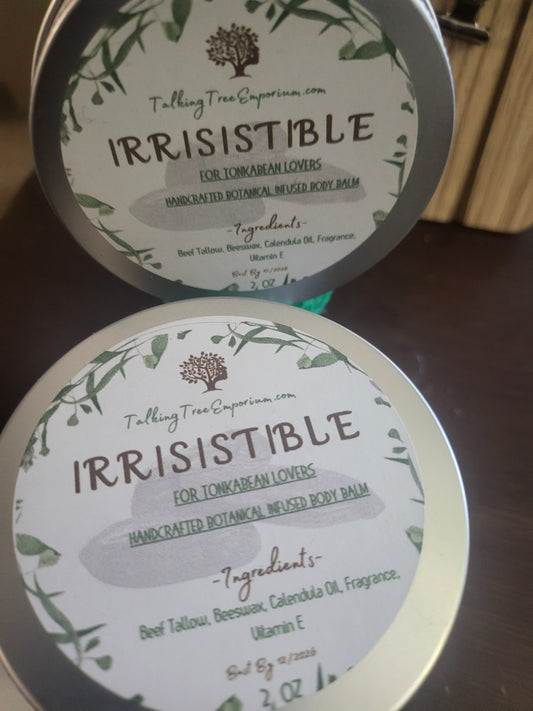 TalkingTreeEmporium.com
IRRISISTIBLE
FOR TONKABEAN LOVERS
HANDCRAFTED BOTANICAL INFUSED BODY BALM
-Ingredients-
Beef Tallow, Beeswax, Calendula Oil, Fragrance,
Vitamin E
Best By 12/2026
2 OZ
TalkingTreeEmporium.com
IRRISISTIBLE
FOR TONKABEAN LOVERS
HANDCRAFTED BOTANICAL INFUSED BODY BALM
-Ingredients-
Beef Tallow, Beeswax, Calendula Oil, Fragrance,
Vitamin E
Best By 12/2026
2 OZ